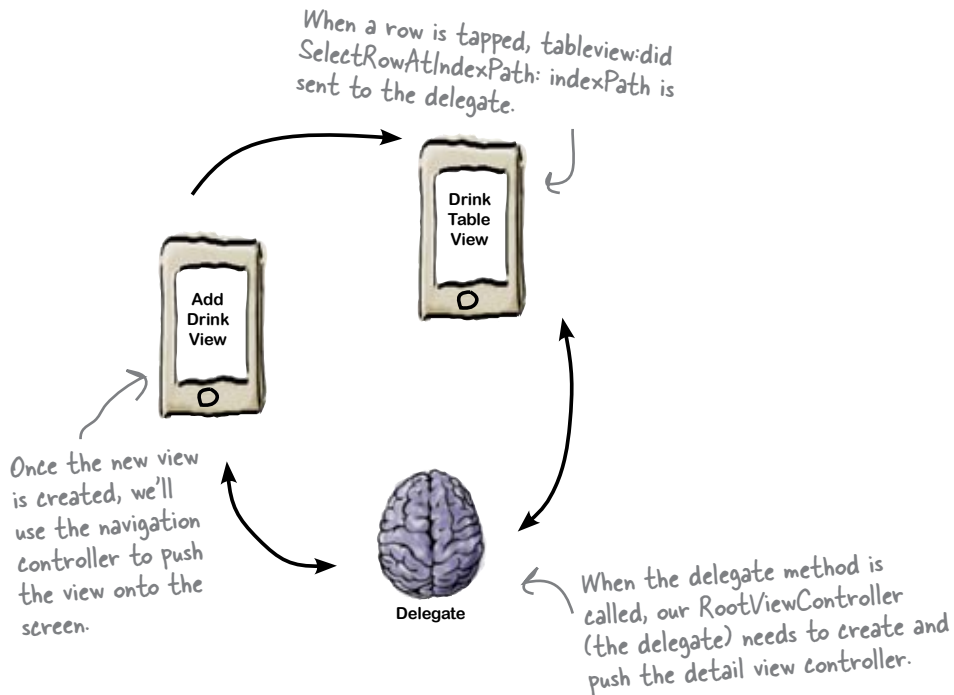 When a row is tapped, tableview:did
SelectRowAtIndexPath: indexPath is
sent to the delegate.
Drink
Table
View
Add
Drink
View
Once the new view
is created, we'll
use the navigation
controller to push
the view onto the
screen.
Delegate
When the delegate method is
called, our RootViewController
(the delegate) needs to create and
push the detail view controller.